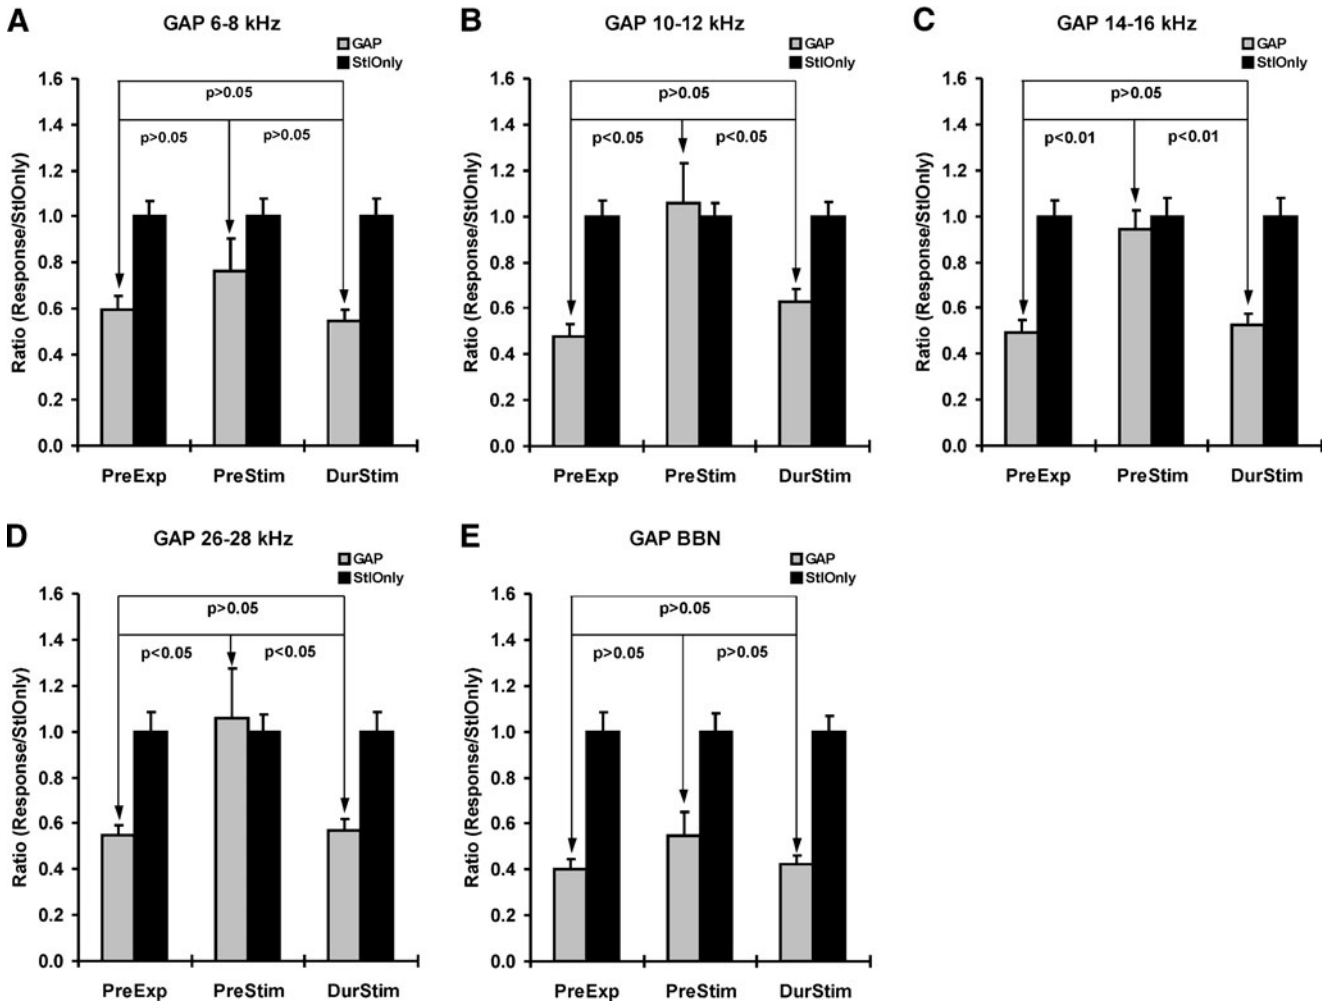 A
GAP 6-8 kHz
GAP
StlOnly
Ratio (Response/StlOnly)
1.6
1.4
1.2
1.0
0.8
0.6
0.4
0.2
0.0
p>0.05
p>0.05
p>0.05
PreExp
PreStim
DurStim
B
GAP 10-12 kHz
GAP
StlOnly
Ratio (Response/StlOnly)
1.6
1.4
1.2
1.0
0.8
0.6
0.4
0.2
0.0
p>0.05
p<0.05
p<0.05
PreExp
PreStim
DurStim
C
GAP 14-16 kHz
GAP
StlOnly
Ratio (Response/StlOnly)
1.6
1.4
1.2
1.0
0.8
0.6
0.4
0.2
0.0
p>0.05
p<0.01
p<0.01
PreExp
PreStim
DurStim
D
GAP 26-28 kHz
GAP
StlOnly
Ratio (Response/StlOnly)
1.6
1.4
1.2
1.0
0.8
0.6
0.4
0.2
0.0
p>0.05
p<0.05
p<0.05
PreExp
PreStim
DurStim
E
GAP BBN
GAP
StlOnly
Ratio (Response/StlOnly)
1.6
1.4
1.2
1.0
0.8
0.6
0.4
0.2
0.0
p>0.05
p>0.05
p>0.05
PreExp
PreStim
DurStim